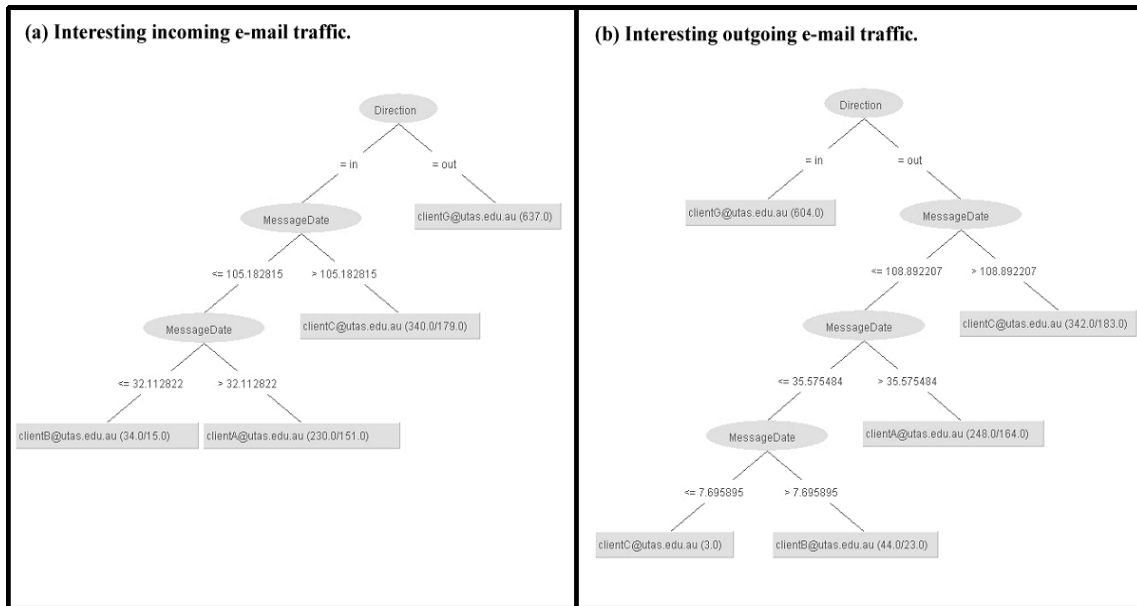 (a) Interesting incoming e-mail traffic.
Direction
= in
= out
MessageDate
clientG@utas.edu.au (637.0)
<= 105.182815
> 105.182815
MessageDate
clientC@utas.edu.au (340.0/179.0)
<= 32.112822
> 32.112822
clientB@utas.edu.au (34.0/15.0)
clientA@utas.edu.au (230.0/151.0)
(b) Interesting outgoing e-mail traffic.
Direction
= in
= out
clientG@utas.edu.au (604.0)
MessageDate
<= 108.892207
> 108.892207
MessageDate
clientC@utas.edu.au (342.0/183.0)
<= 35.575484
> 35.575484
MessageDate
clientA@utas.edu.au (248.0/164.0)
<= 7.695895
> 7.695895
clientC@utas.edu.au (3.0)
clientB@utas.edu.au (44.0/23.0)